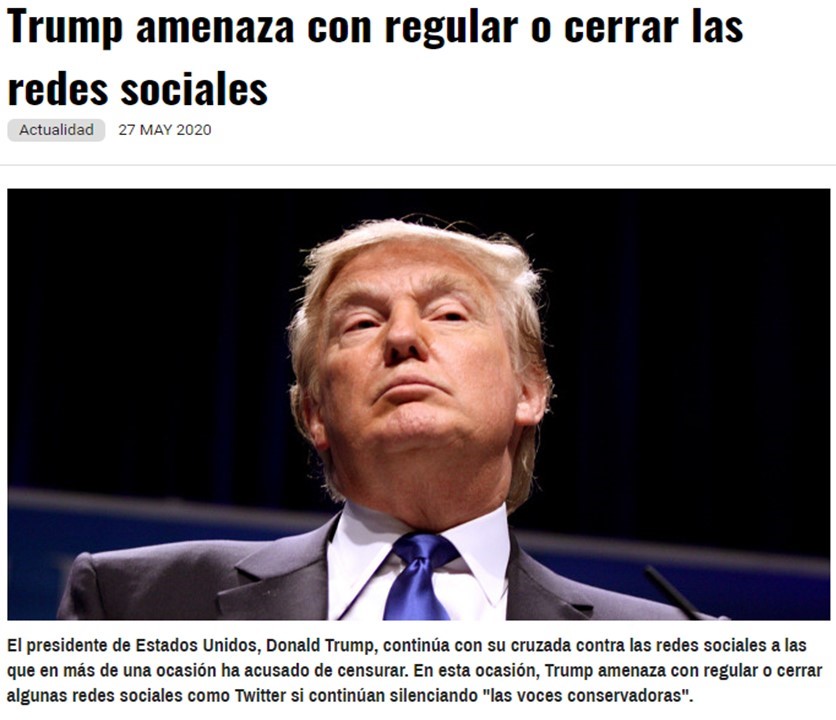 Trump amenaza con regular o cerrar las
redes sociales
Actualidad 27 MAY 2020
El presidente de Estados Unidos, Donald Trump, continúa con su cruzada contra las redes sociales a las
que en más de una ocasión ha acusado de censurar. En esta ocasión, Trump amenaza con regular o cerrar
algunas redes sociales como Twitter si continúan silenciando "las voces conservadoras".